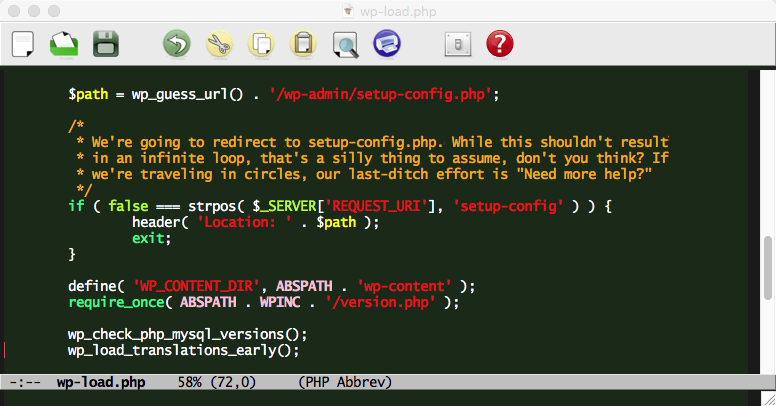 wp-load.php
$path = wp_guess_url() . '/wp-admin/setup-config.php';
/*
* We're going to redirect to setup-config.php. While this shouldn't result
* in an infinite loop, that's a silly thing to assume, don't you think? If
* we're traveling in circles, our last-ditch effort is "Need more help?"
*/
if ( false === strpos( $_SERVER['REQUEST_URI'], 'setup-config' ) ) {
header( 'Location: ' . $path );
exit;
}
define( 'WP_CONTENT_DIR', ABSPATH . 'wp-content' );
require_once( ABSPATH . WPINC . '/version.php' );
wp_check_php_mysql_versions();
wp_load_translations_early();
-:-- wp-load.php 58% (72,0) (PHP Abbrev)